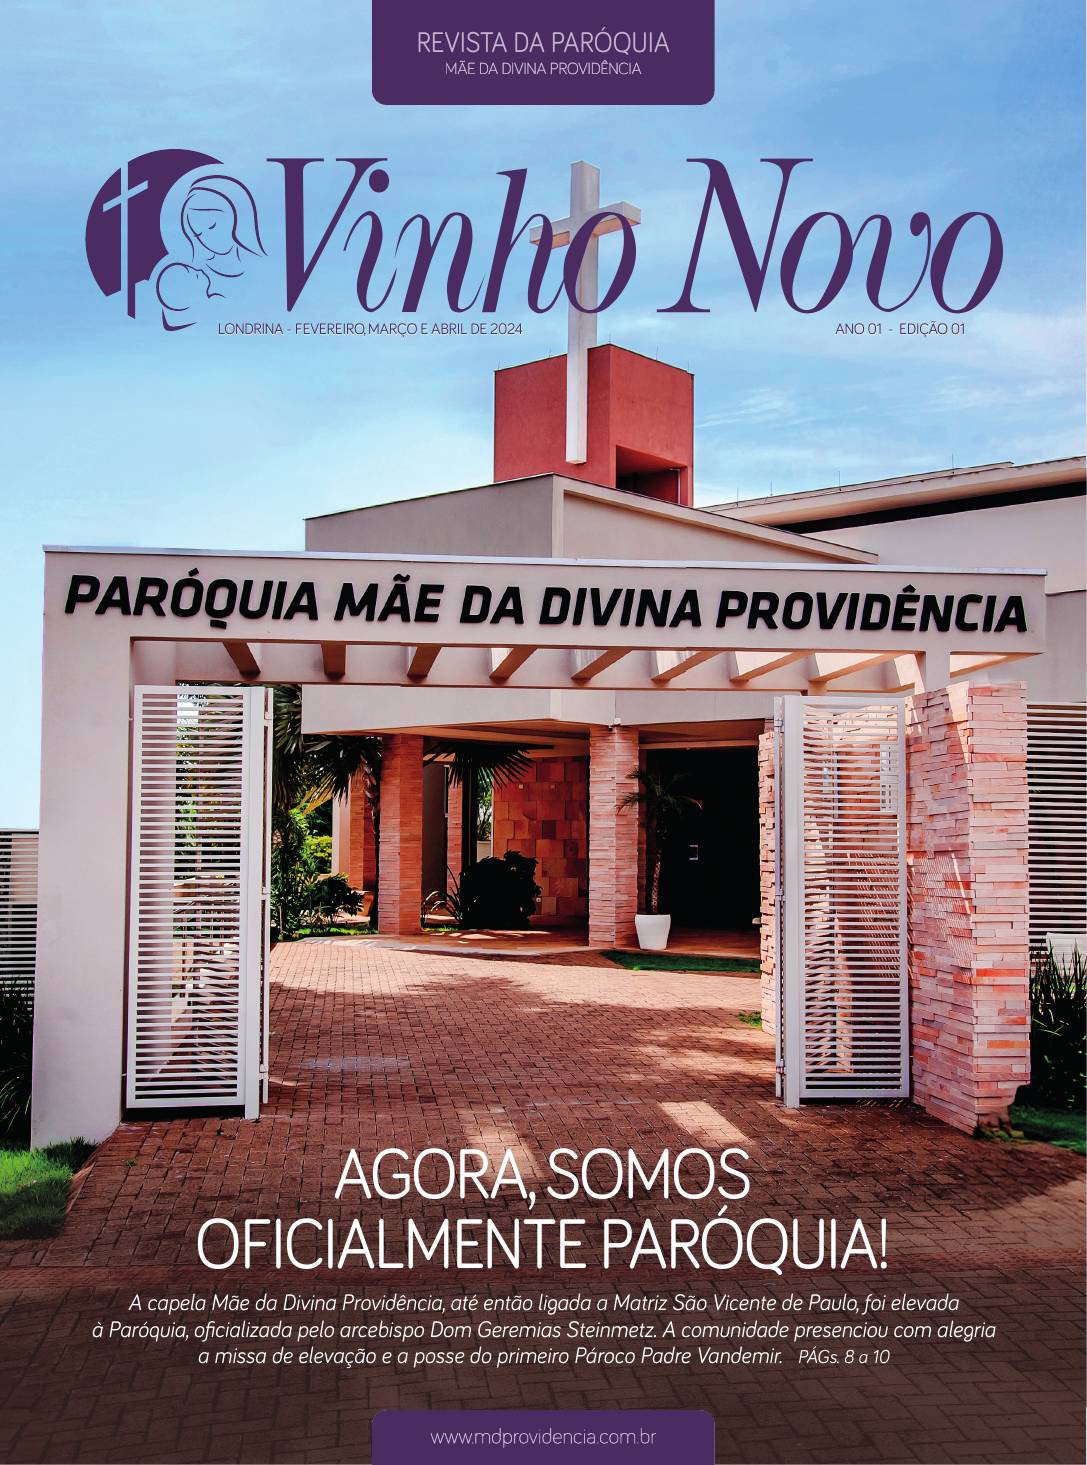 REVISTA DA PARÓQUIA
MÃE DA DIVINA PROVIDÊNCIA
Vinho Novo
LONDRINA - FEVEREIRO, MARÇO E ABRIL DE 2024
ANO 01 - EDIÇÃO 01
PARÓQUIA MÃE DA DIVINA PROVIDÊNCIA
AGORA, SOMOS
OFICIALMENTE PARÓQUIA!
A capela Mãe da Divina Providência, até então ligada a Matriz São Vicente de Paulo, foi elevada
à Paróquia, oficializada pelo arcebispo Dom Geremias Steinmetz. A comunidade presenciou com alegria
a missa de elevação e a posse do primeiro Pároco Padre Vandemir. PÁGs. 8 a 10
www.mdprovidencia.com.br